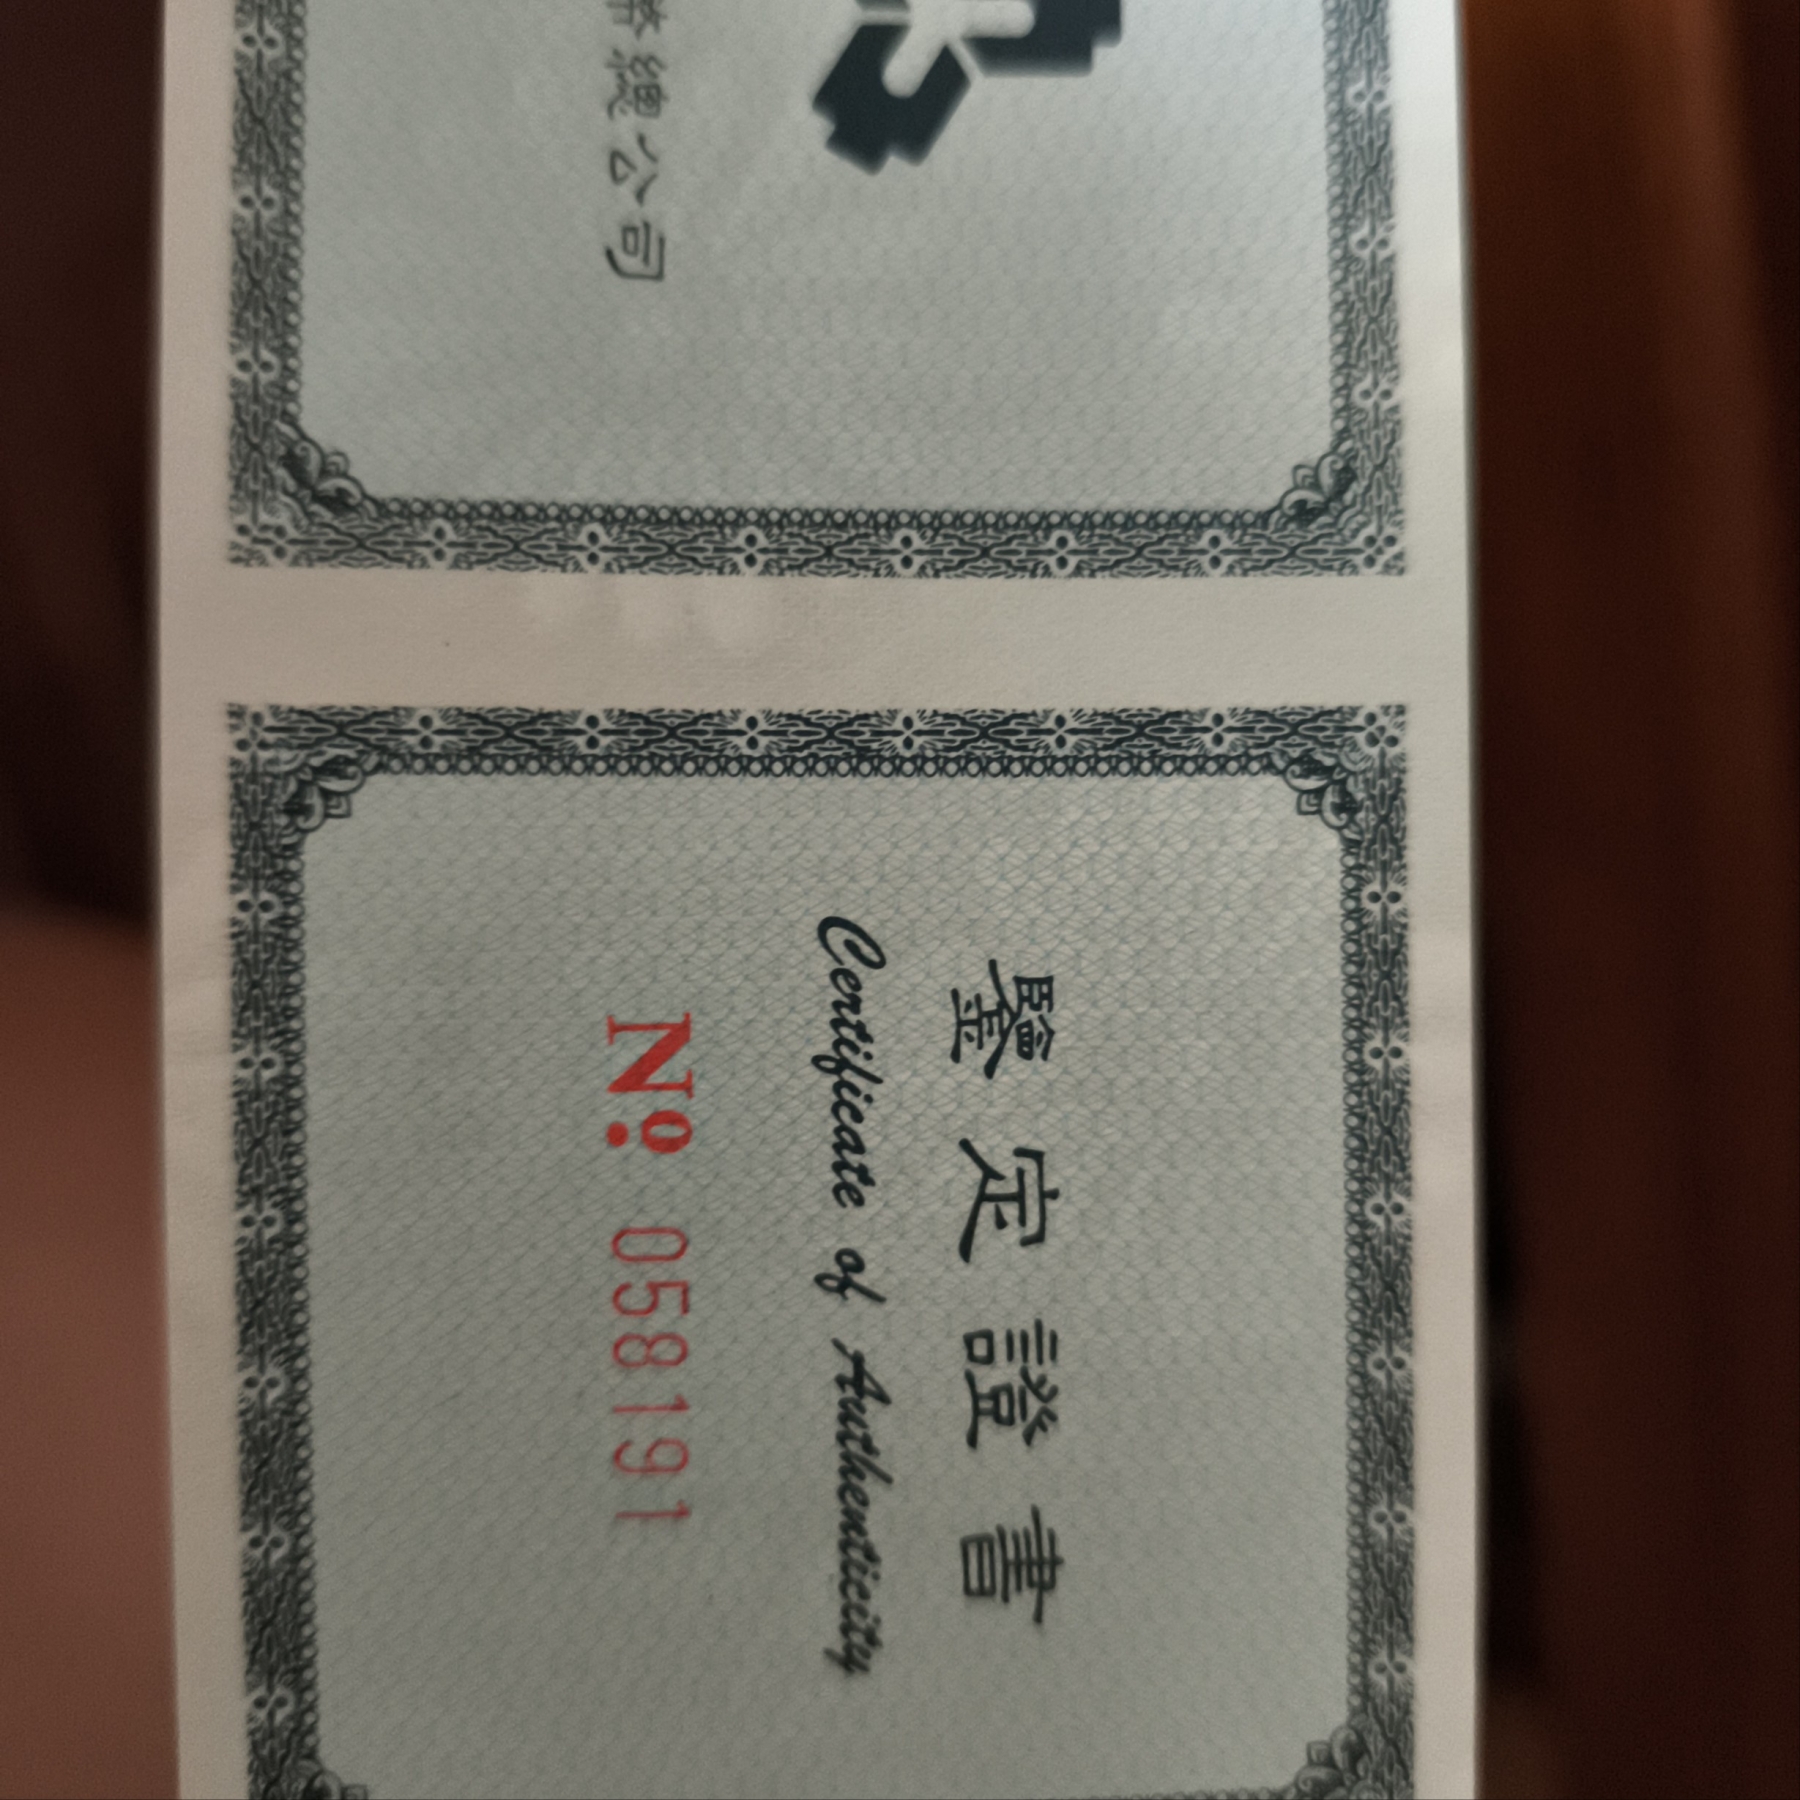 幣總公司
鑒定證書
Certificate of Authenticity
№ 058191